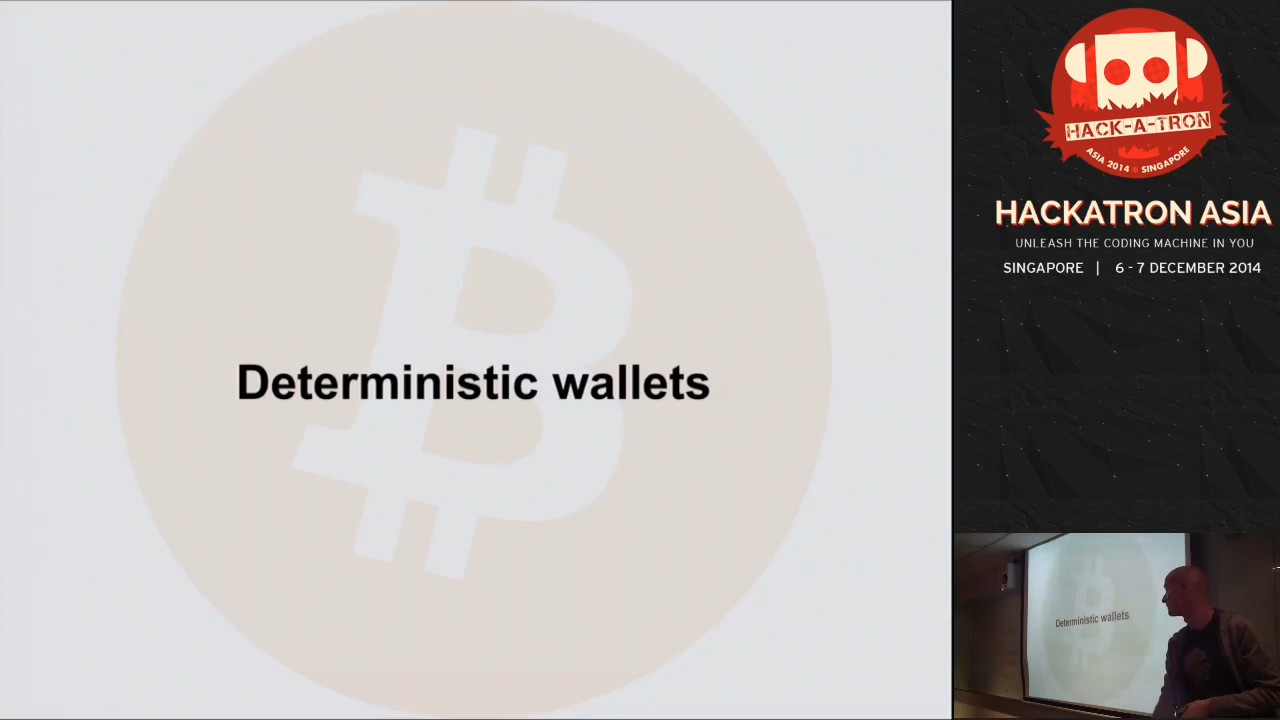 Deterministic wallets
HACK-A-TRON
ASIA 2014 SINGAPORE
HACKATRON ASIA
UNLEASH THE CODING MACHINE IN YOU
SINGAPORE | 6 - 7 DECEMBER 2014
Deterministic wallets